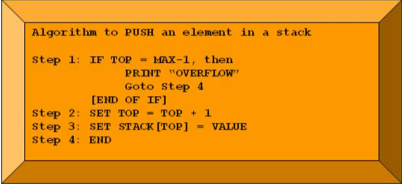 Algorithm to PUSH an element in a stack
Step 1: IF TOP = MAX-1, then
PRINT “OVERFLOW”
Goto Step 4
[END OF IF]
Step 2: SET TOP = TOP + 1
Step 3: SET STACK[TOP] = VALUE
Step 4: END